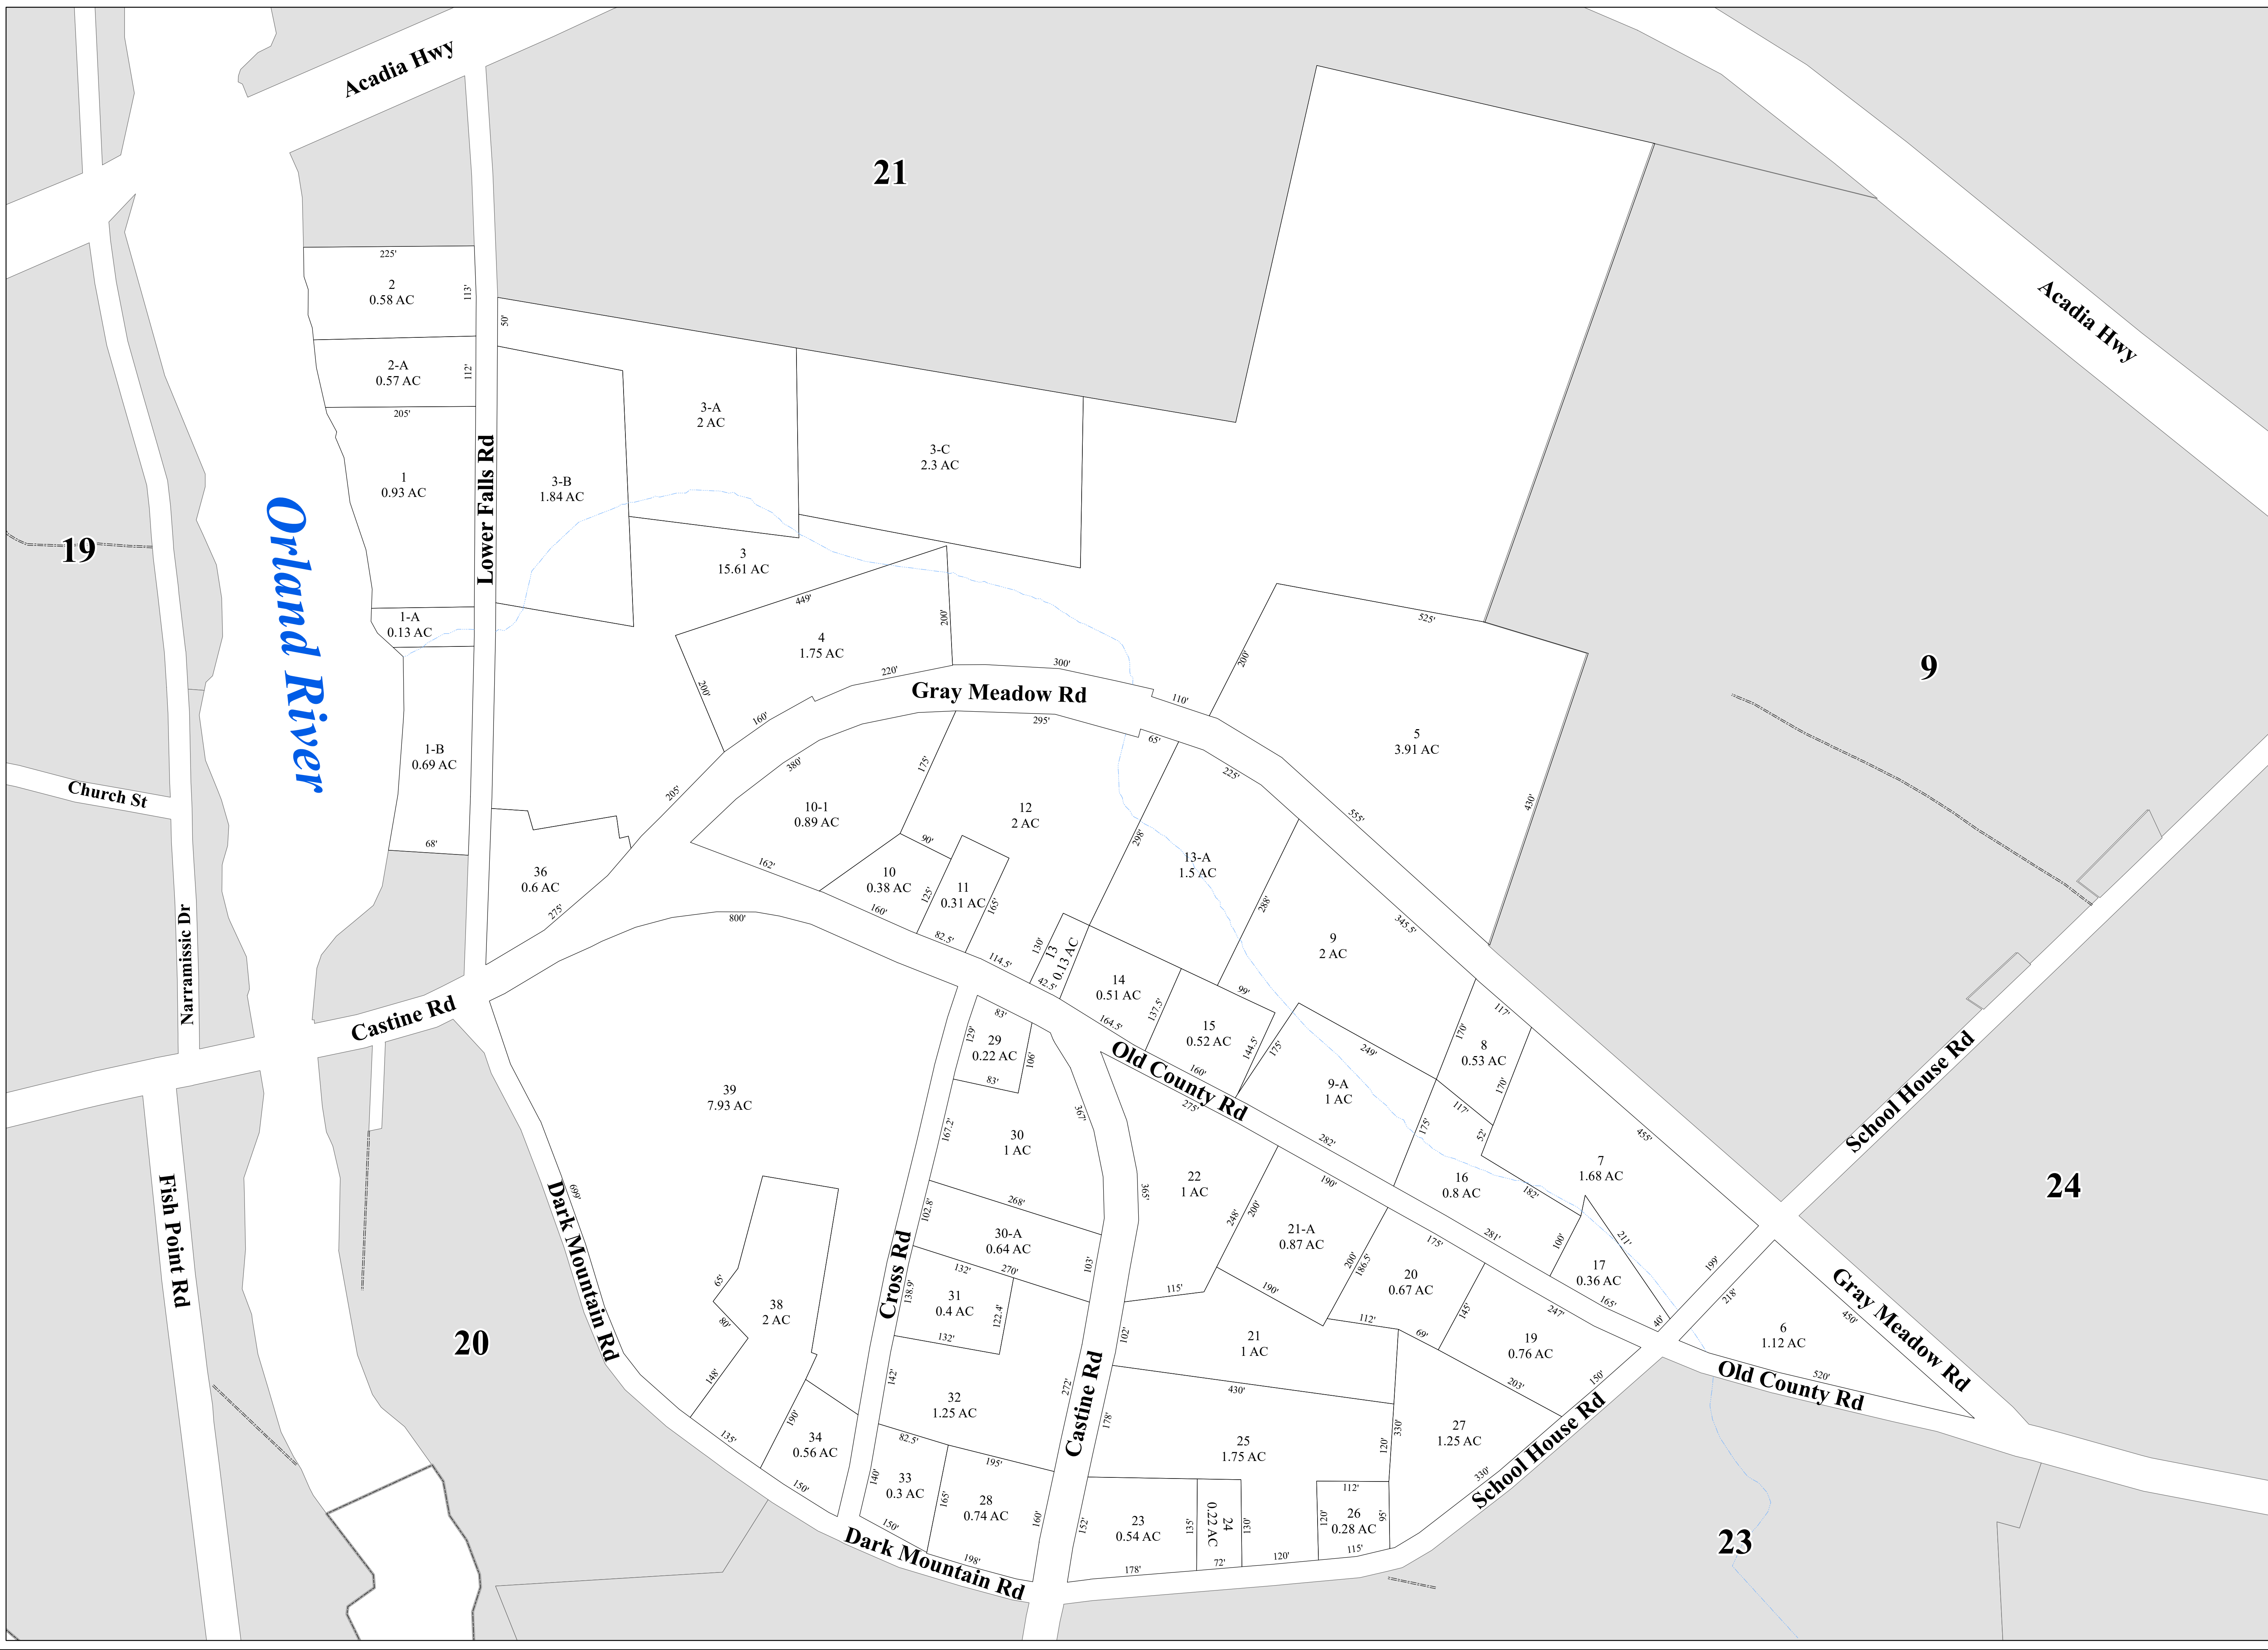 Acadia Hwy
21
225'
2
0.58 AC
113'
50'
2-A
0.57 AC
112'
205'
Acadia Hwy
3-A
2 AC
3-C
2.3 AC
1
0.93 AC
Lower Falls Rd
3-B
1.84 AC
19
Orland River
3
15.61 AC
449'
200'
1-A
0.13 AC
4
1.75 AC
200'
220'
160'
300'
Gray Meadow Rd
110'
200'
525'
9
5
3.91 AC
430'
555'
1-B
0.69 AC
68'
Church St
205'
380'
295'
65'
175'
225'
10-1
0.89 AC
12
2 AC
298'
13-A
1.5 AC
36
0.6 AC
275'
162'
90'
10
0.38 AC
125'
11
0.31 AC
165'
160'
82.5'
114.5'
288'
800'
345.5'
130'
13
0.13 AC
42.5'
9
2 AC
14
0.51 AC
137.5'
99'
164.5'
15
0.52 AC
144.5'
160'
175'
249'
117'
170'
8
0.53 AC
170'
117'
52'
Narramissic Dr
Castine Rd
83'
129'
29
0.22 AC
106'
83'
Old County Rd
275'
9-A
1 AC
282'
175'
School House Rd
39
7.93 AC
167.2'
30
1 AC
367'
365'
455'
7
1.68 AC
24
22
1 AC
190'
16
0.8 AC
182'
Fish Point Rd
699'
Dark Mountain Rd
102.8'
268'
30-A
0.64 AC
103'
270'
248'
200'
21-A
0.87 AC
200'
186.5'
175'
281'
100'
211'
17
0.36 AC
165'
199'
40'
Cross Rd
138.9'
132'
31
0.4 AC
122.4'
132'
115'
190'
20
0.67 AC
112'
69'
145'
247'
218'
6
1.12 AC
450'
520'
Gray Meadow Rd
Old County Rd
65'
80'
38
2 AC
148'
20
142'
32
1.25 AC
272'
102'
21
1 AC
19
0.76 AC
150'
203'
Castine Rd
178'
430'
25
1.75 AC
330'
120'
27
1.25 AC
330'
School House Rd
135'
190'
34
0.56 AC
150'
82.5'
195'
140'
33
0.3 AC
165'
150'
28
0.74 AC
160'
198'
Dark Mountain Rd
152'
23
0.54 AC
135'
24
0.22 AC
130'
178'
72'
120'
112'
120'
26
0.28 AC
95'
115'
23